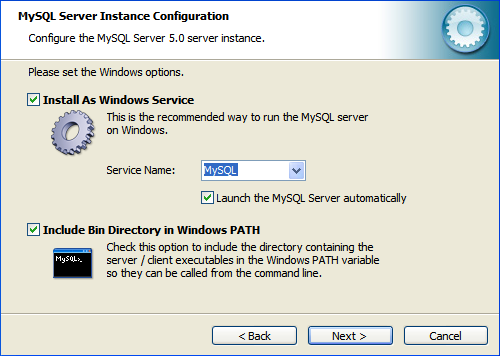 MySQL Server Instance Configuration
Configure the MySQL Server 5.0 server instance.
Please set the Windows options.
Install As Windows Service
This is the recommended way to run the MySQL server
on Windows.
Service Name:
MySQL
Launch the MySQL Server automatically
Include Bin Directory in Windows PATH
MySQL>_
Check this option to include the directory containing the
server / client executables in the Windows PATH variable
so they can be called from the command line.
< Back
Next >
Cancel